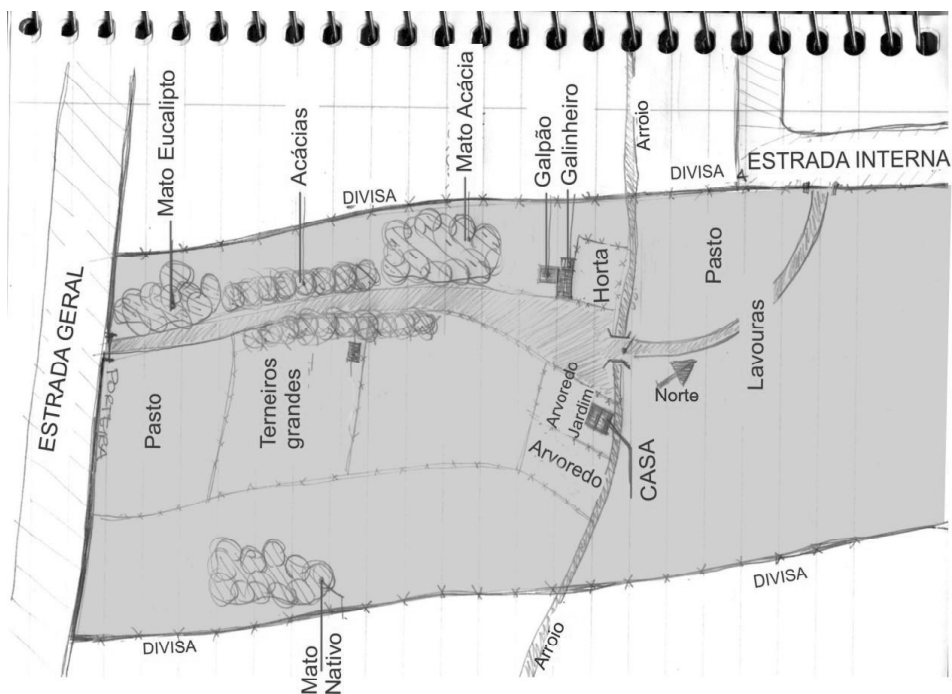 ESTRADA GERAL
PORTEIRA
Mato Eucalipto
Acácias
Mato Acácia
Galpão
Galinheiro
Arroio
ESTRADA INTERNA
DIVISA
DIVISA
Horta
Pasto
Lavouras
Norte
Pasto
Terneiros
grandes
Arvoredo
Jardim
Arvoredo
CASA
DIVISA
DIVISA
Mato
Nativo
Arroio